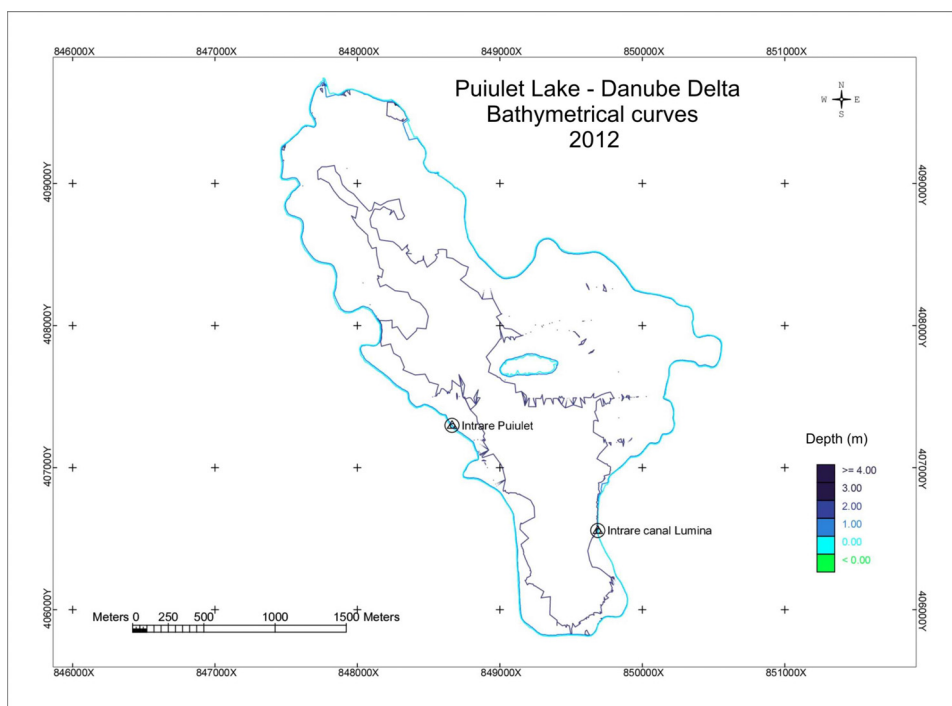 846000X 847000X 848000X 849000X 850000X 851000X
Puiulet Lake - Danube Delta
Bathymetrical curves
2012
N
W E
S
409000Y 409000Y
408000Y 408000Y
Intrare Puiulet
Depth (m)
407000Y 407000Y
>= 4.00
3.00
2.00
1.00
0.00
< 0.00
Intrare canal Lumina
406000Y 406000Y
Meters 0 250 500 1000 1500 Meters
846000X 847000X 848000X 849000X 850000X 851000X